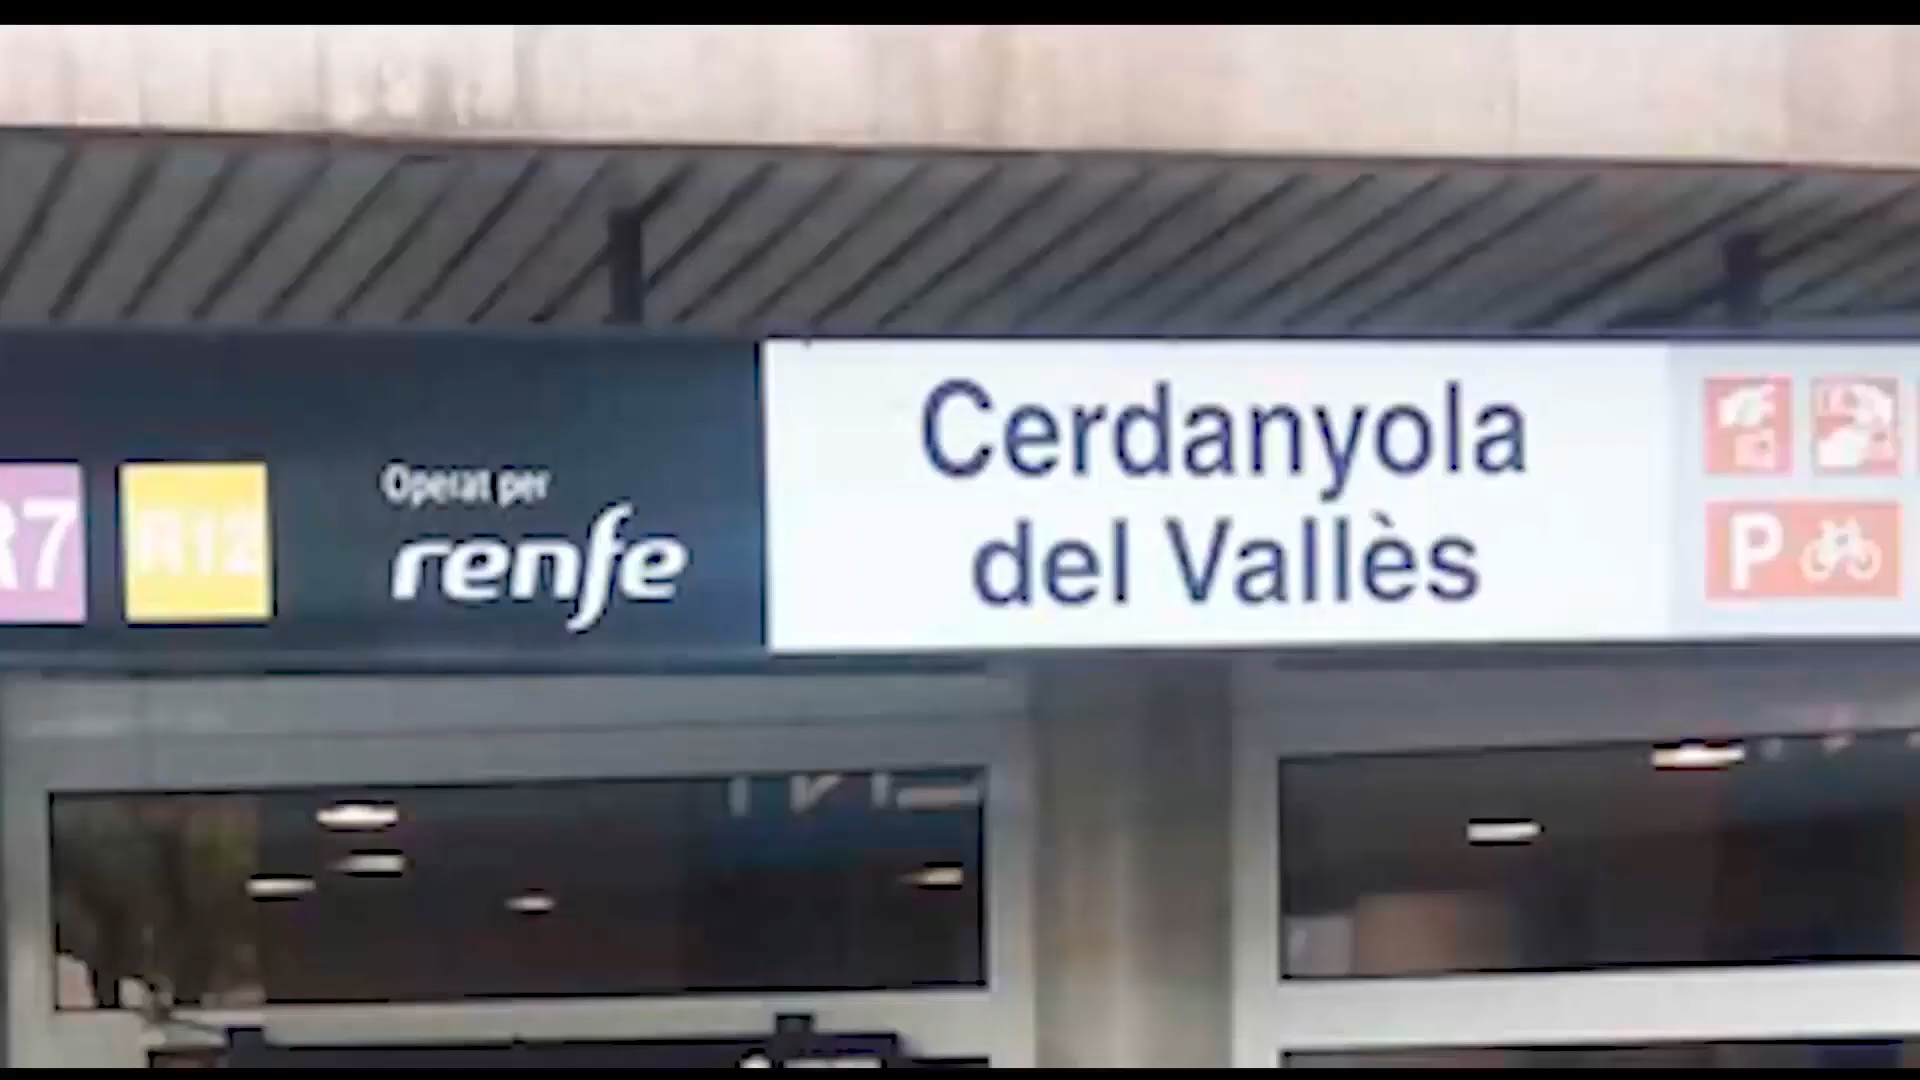 R7
R12
Operat per
renfe
Cerdanyola
del Vallès
P